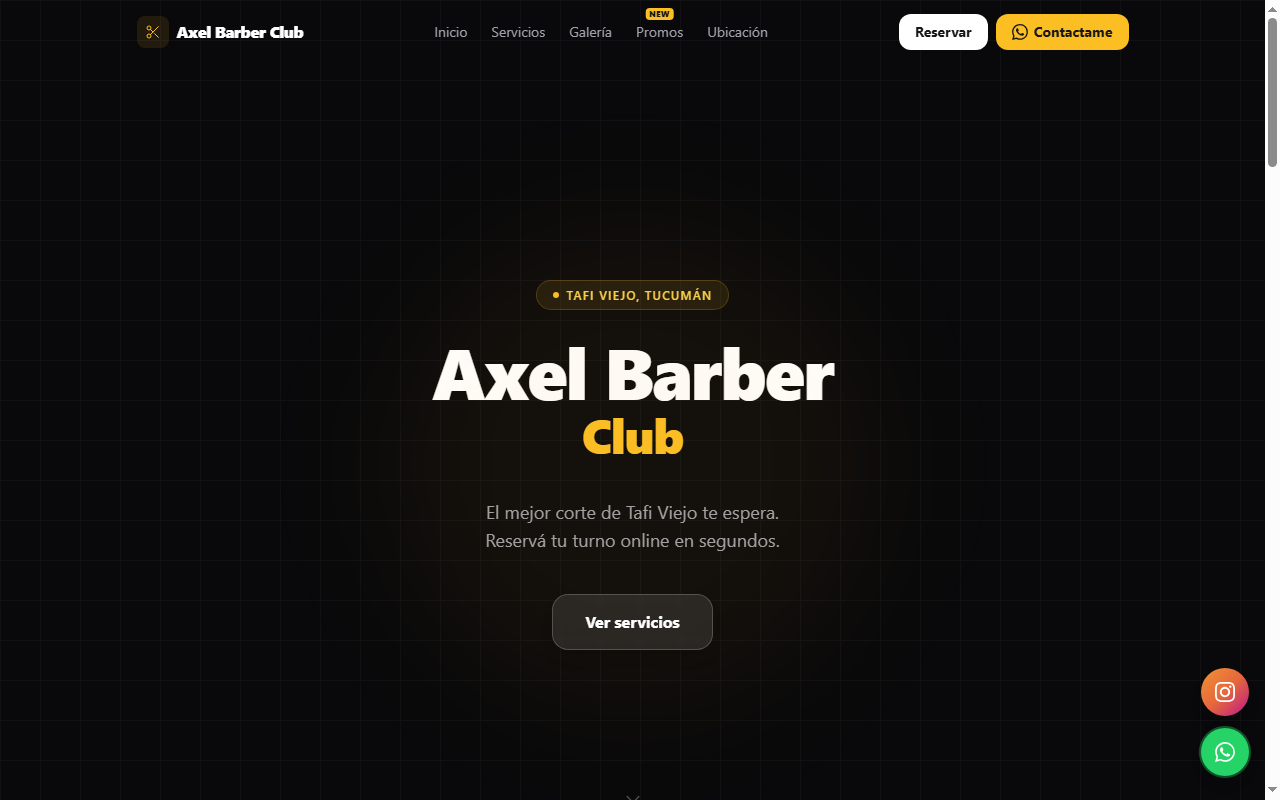 Axel Barber Club
Inicio
Servicios
Galería
NEW
Promos
Ubicación
Reservar
Contactame
TAFI VIEJO, TUCUMÁN
Axel Barber
Club
El mejor corte de Tafi Viejo te espera.
Reservá tu turno online en segundos.
Ver servicios